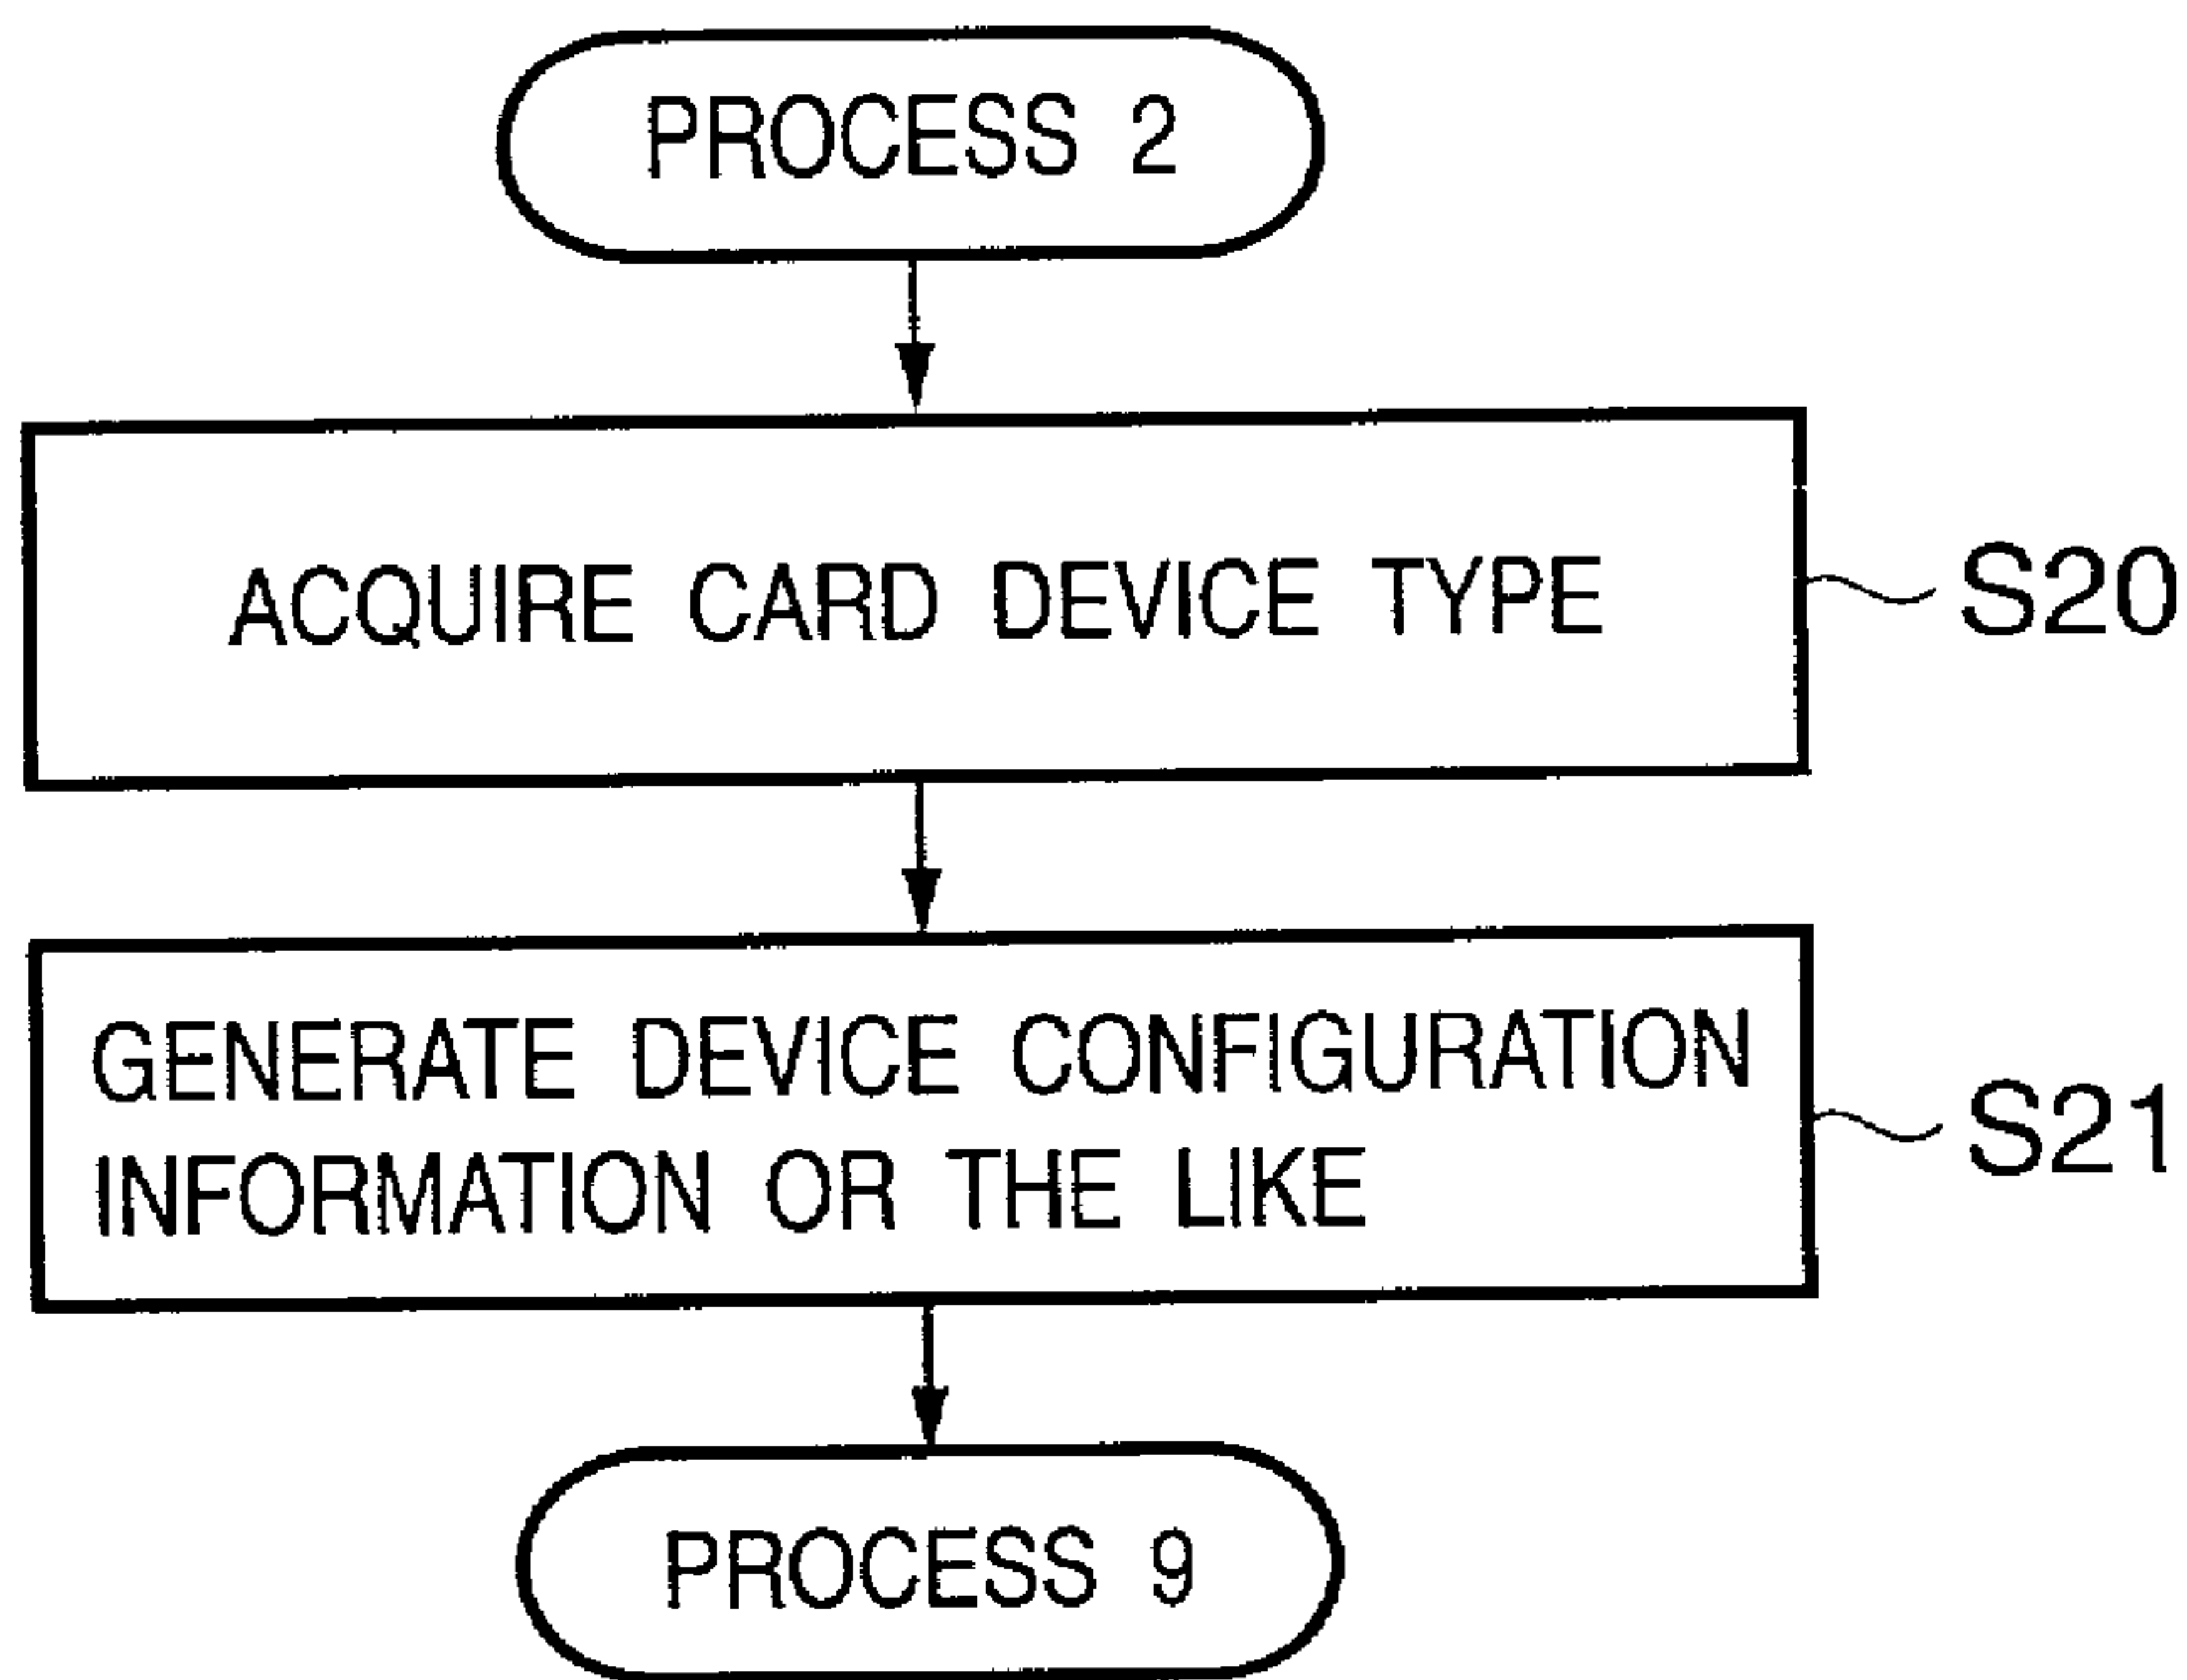 PROCESS 2
ACQUIRE CARD DEVICE TYPE
S20
GENERATE DEVICE CONFIGURATION
INFORMATION OR THE LIKE
S21
PROCESS 9